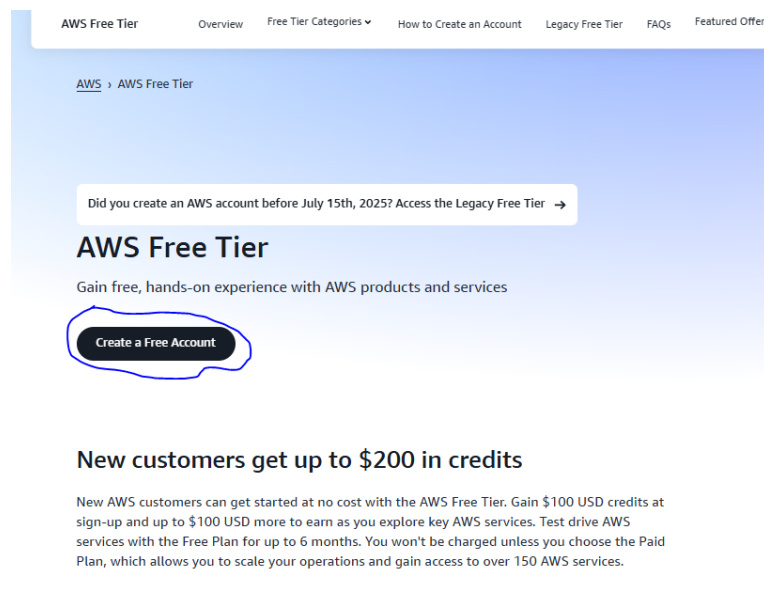 AWS Free Tier Overview Free Tier Categories How to Create an Account Legacy Free Tier FAQs Featured Offer
AWS › AWS Free Tier
Did you create an AWS account before July 15th, 2025? Access the Legacy Free Tier →
AWS Free Tier
Gain free, hands-on experience with AWS products and services
Create a Free Account
New customers get up to $200 in credits
New AWS customers can get started at no cost with the AWS Free Tier. Gain $100 USD credits at
sign-up and up to $100 USD more to earn as you explore key AWS services. Test drive AWS
services with the Free Plan for up to 6 months. You won't be charged unless you choose the Paid
Plan, which allows you to scale your operations and gain access to over 150 AWS services.